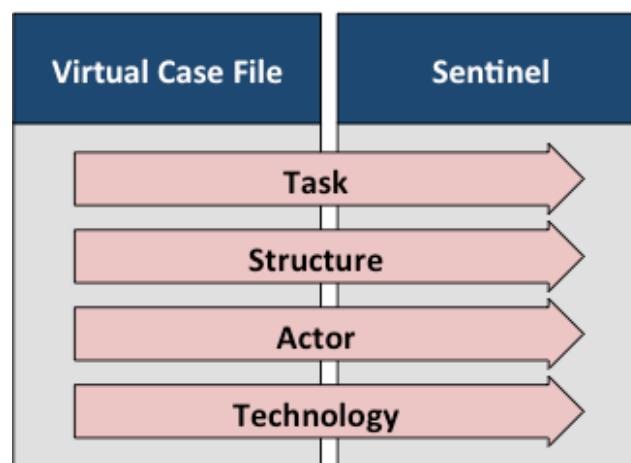 Virtual Case File
Sentinel
Task
Structure
Actor
Technology